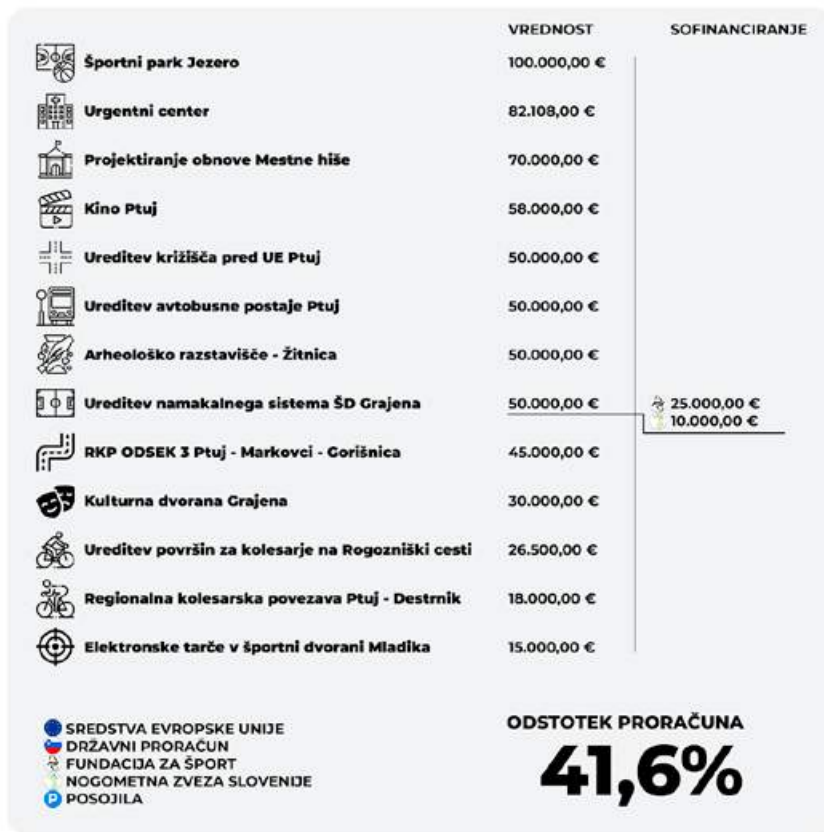 VREDNOST SOFINANCIRANJE
Športni park Jezero 100.000,00 €
Urgentni center 82.108,00 €
Projektiranje obnove Mestne hiše 70.000,00 €
Kino Ptuj 58.000,00 €
Ureditev križišča pred UE Ptuj 50.000,00 €
Ureditev avtobusne postaje Ptuj 50.000,00 €
Arheološko razstavišče - Žitnica 50.000,00 €
Ureditev namakalnega sistema ŠD Grajena 50.000,00 € 25.000,00 €
10.000,00 €
RKP ODSEK 3 Ptuj - Markovci - Gorišnica 45.000,00 €
Kulturna dvorana Grajena 30.000,00 €
Ureditev površin za kolesarje na Rogozniški cesti 26.500,00 €
Regionalna kolesarska povezava Ptuj - Destrnik 18.000,00 €
Elektronske tarče v športni dvorani Mladika 15.000,00 €
SREDSTVA EVROPSKE UNIJE
DRŽAVNI PRORAČUN
FUNDACIJA ZA ŠPORT
NOGOMETNA ZVEZA SLOVENIJE
P POSOJILA
ODSTOTEK PRORAČUNA
41,6%